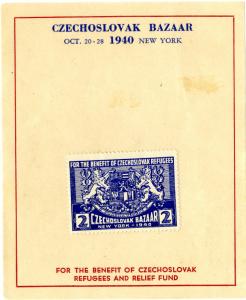 CZECHOSLOVAK BAZAAR
OCT. 20-28 1940 NEW YORK
FOR THE BENEFIT OF CZECHOSLOVAK REFUGEES
2 CZECHOSLOVAK BAZAAR 2
NEW YORK - 1940
FOR THE BENEFIT OF CZECHOSLOVAK
REFUGEES AND RELIEF FUND